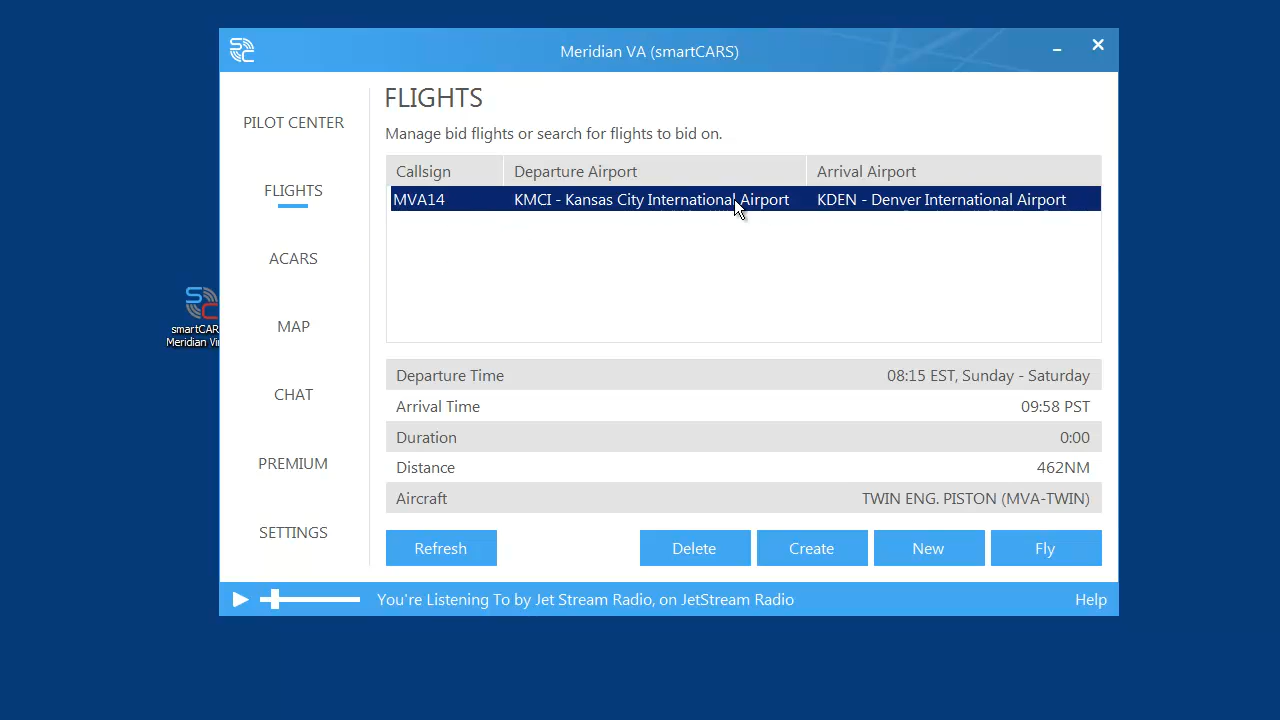 Meridian VA (smartCARS)
PILOT CENTER
FLIGHTS
ACARS
MAP
CHAT
PREMIUM
SETTINGS
FLIGHTS
Manage bid flights or search for flights to bid on.
Callsign Departure Airport Arrival Airport
MVA14 KMCI - Kansas City International Airport KDEN - Denver International Airport
Departure Time 08:15 EST, Sunday - Saturday
Arrival Time 09:58 PST
Duration 0:00
Distance 462NM
Aircraft TWIN ENG. PISTON (MVA-TWIN)
Refresh Delete Create New Fly
You're Listening To by Jet Stream Radio, on JetStream Radio Help
smartCAR
Meridian Vi